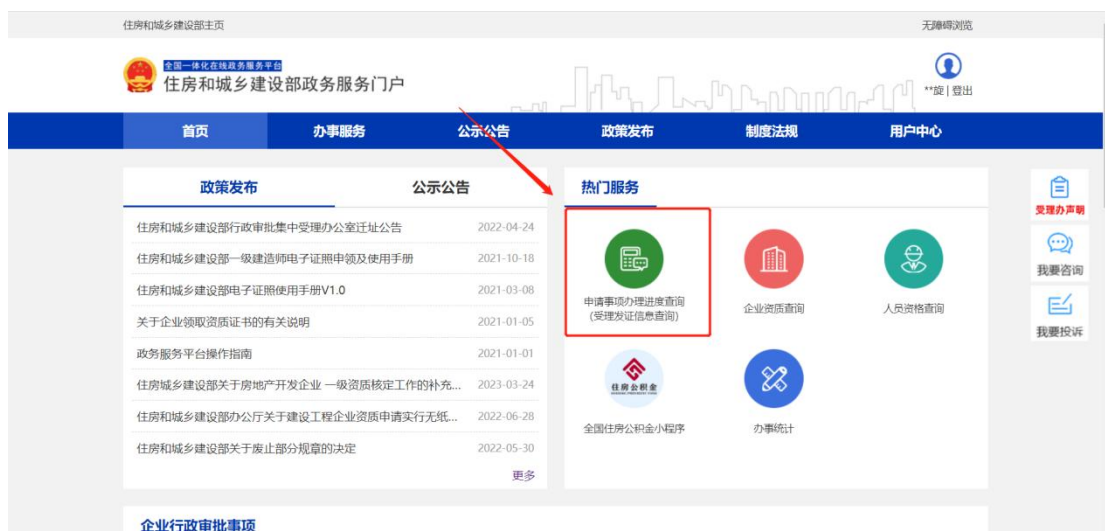 住房和城乡建设部主页
无障碍浏览
全国一体化在线政务服务平台
住房和城乡建设部政务服务门户
**旋 | 登出
首页
办事服务
公示公告
政策发布
制度法规
用户中心
政策发布
公示公告
住房和城乡建设部行政审批集中受理办公室迁址公告 2022-04-24
住房和城乡建设部一级建造师电子证照申领及使用手册 2021-10-18
住房和城乡建设部电子证照使用手册V1.0 2021-03-08
关于企业领取资质证书的有关说明 2021-01-05
政务服务平台操作指南 2021-01-01
住房城乡建设部关于房地产开发企业 一级资质核定工作的补充... 2023-03-24
住房和城乡建设部办公厅关于建设工程企业资质申请实行无纸... 2022-06-28
住房和城乡建设部关于废止部分规章的决定 2022-05-30
更多
热门服务
申请事项办理进度查询
(受理发证信息查询)
企业资质查询
人员资格查询
住房公积金
全国住房公积金小程序
办事统计
受理办声明
我要咨询
我要投诉
企业行政审批事项